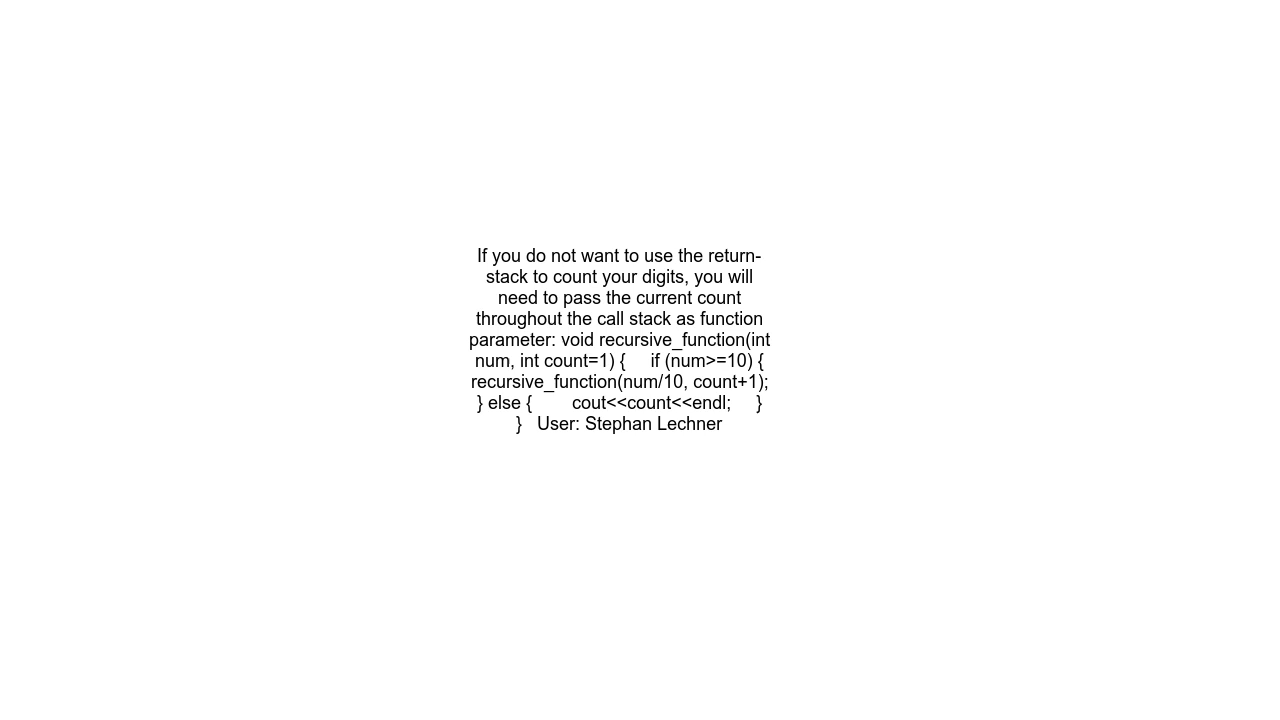 If you do not want to use the return-
stack to count your digits, you will
need to pass the current count
throughout the call stack as function
parameter: void recursive_function(int
num, int count=1) {     if (num>=10) {
recursive_function(num/10, count+1);
} else {        cout<<count<<endl;     }
}   User: Stephan Lechner